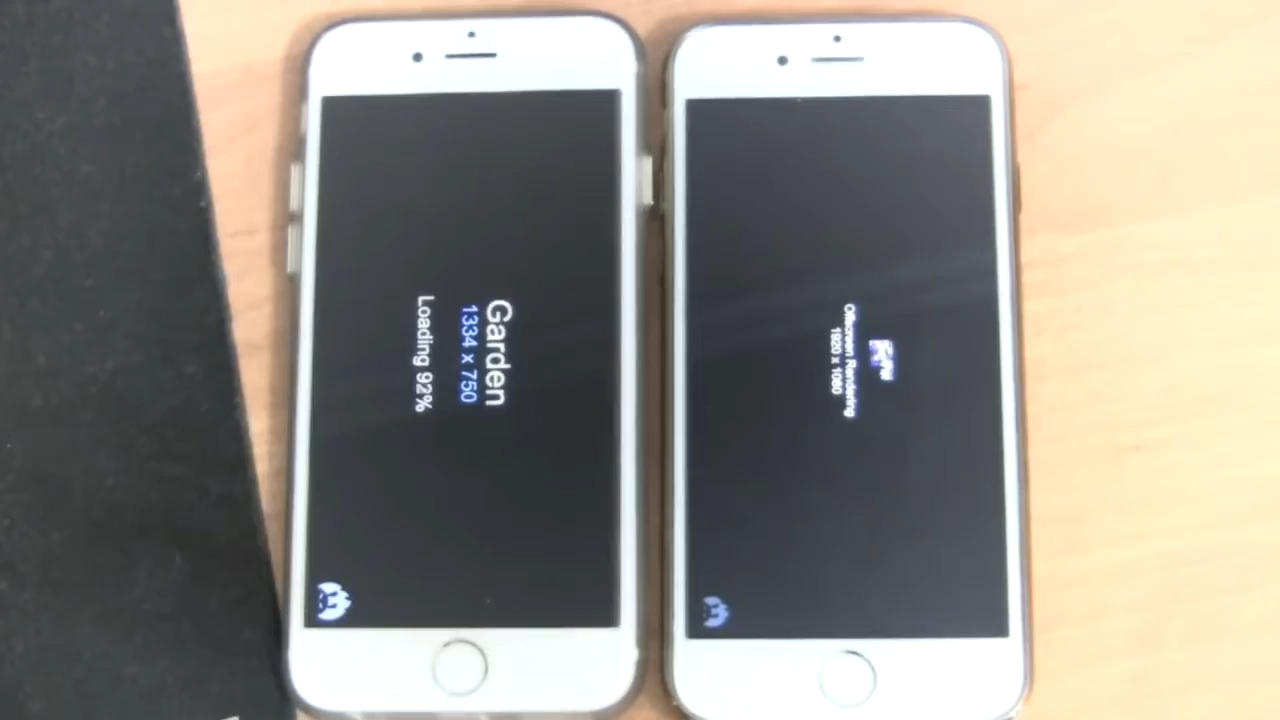 Garden
1334 x 750
Loading 92%
Offscreen Rendering
1920 x 1080